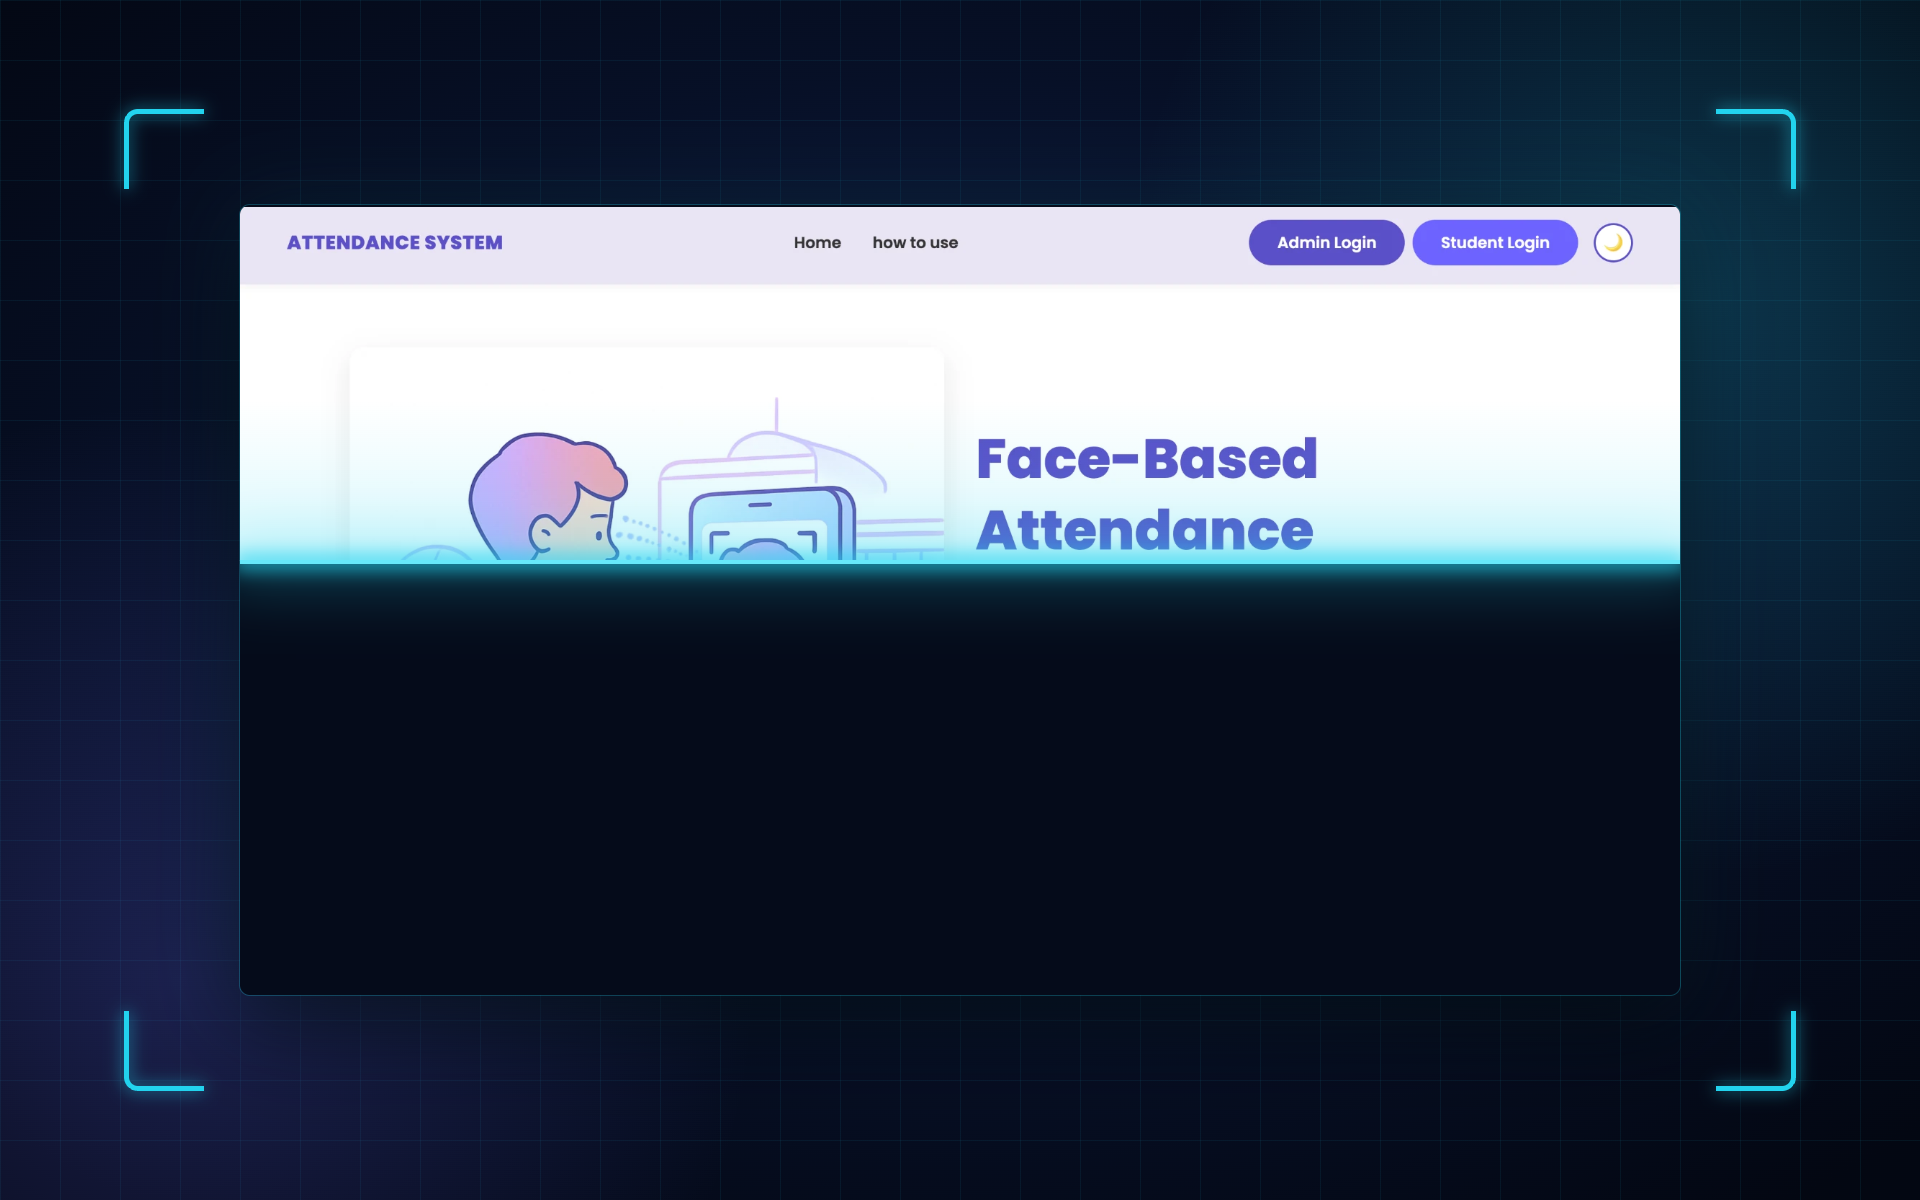 ATTENDANCE SYSTEM
Home
how to use
Admin Login
Student Login
Face-Based
Attendance